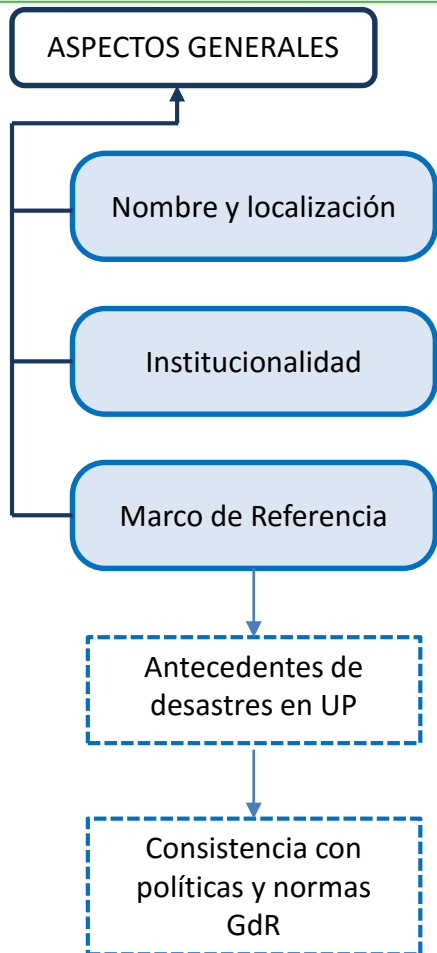 ASPECTOS GENERALES
Nombre y localización
Institucionalidad
Marco de Referencia
Antecedentes de
desastres en UP
Consistencia con
políticas y normas
GdR